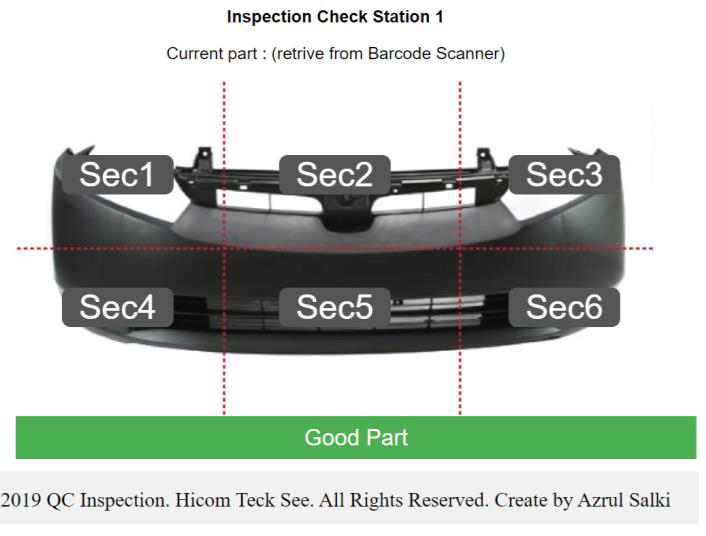 Inspection Check Station 1
Current part : (retrive from Barcode Scanner)
Sec1 Sec2 Sec3
Sec4 Sec5 Sec6
Good Part
2019 QC Inspection. Hicom Teck See. All Rights Reserved. Create by Azrul Salki